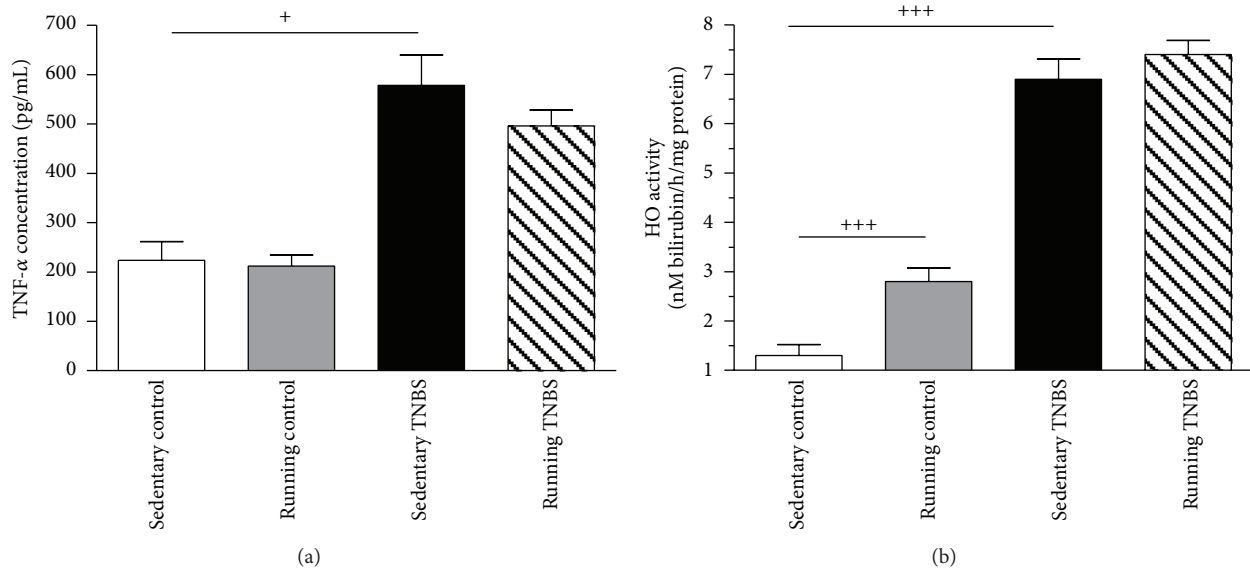 TNF-α concentration (pg/mL)
700
600
500
400
300
200
100
0
+
Sedentary control
Running control
Sedentary TNBS
Running TNBS
(a)
HO activity
(nM bilirubin/h/mg protein)
8
7
6
5
4
3
2
1
+++
+++
Sedentary control
Running control
Sedentary TNBS
Running TNBS
(b)